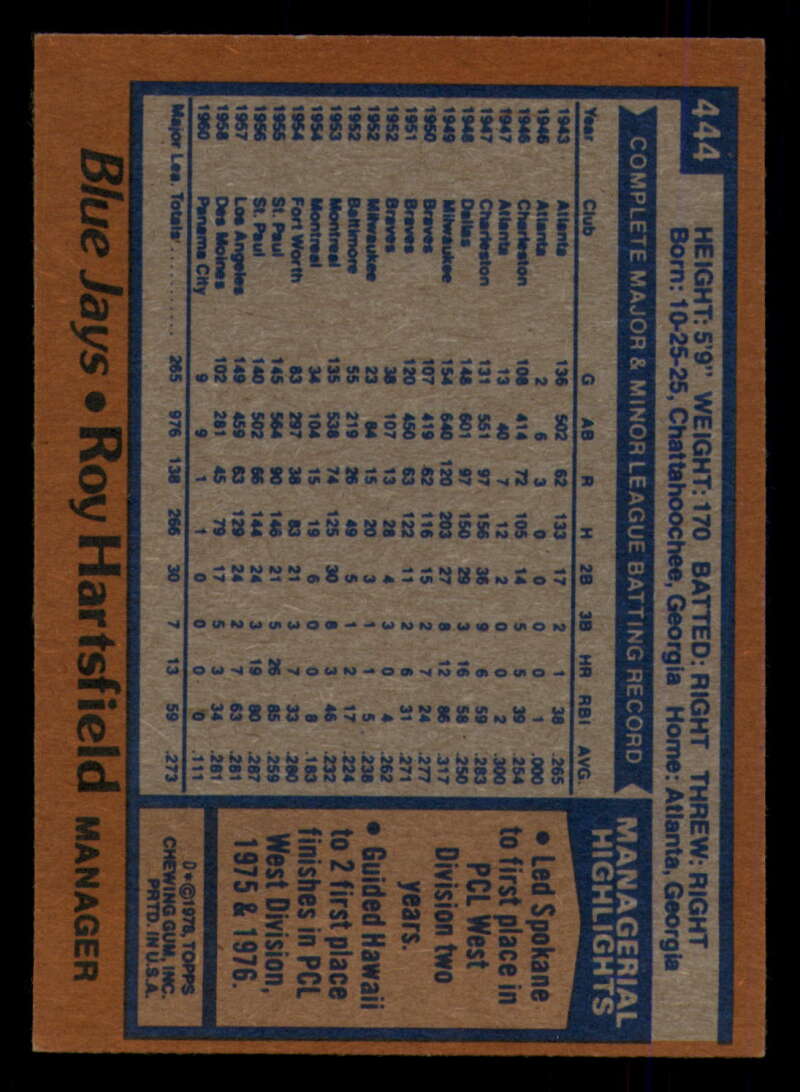 444
HEIGHT: 5'9" WEIGHT: 170 BATTED: RIGHT THREW: RIGHT
Born: 10-25-25, Chattahoochee, Georgia Home: Atlanta, Georgia
COMPLETE MAJOR & MINOR LEAGUE BATTING RECORD
Year Club G AB R H 2B 3B HR RBI AVG.
1943 Atlanta 136 502 62 133 17 2 1 38 .265
1946 Atlanta 2 6 3 0 0 0 0 1 .000
1946 Charleston 108 414 72 105 14 5 5 39 .254
1947 Atlanta 13 40 7 12 2 0 0 2 .300
1947 Charleston 131 551 97 156 36 9 6 59 .283
1948 Dallas 148 601 97 150 29 3 16 58 .250
1949 Milwaukee 154 640 120 203 27 8 12 86 .317
1950 Braves 107 419 62 116 15 2 7 24 .277
1951 Braves 120 450 63 122 11 2 6 31 .271
1952 Braves 38 107 13 28 4 3 0 4 .262
1952 Milwaukee 23 84 15 20 3 1 1 5 .238
1952 Baltimore 55 219 26 49 5 1 2 17 .224
1953 Montreal 135 538 74 125 30 8 3 46 .232
1954 Montreal 34 104 15 19 6 0 0 8 .183
1954 Fort Worth 83 297 38 83 21 3 7 33 .280
1955 St. Paul 145 564 90 146 21 5 26 85 .259
1956 St. Paul 140 502 66 144 24 3 19 80 .287
1957 Los Angeles 149 459 63 129 24 2 7 63 .281
1958 Des Moines 102 281 45 79 17 5 3 34 .281
1960 Panama City 9 9 1 1 0 0 0 0 .111
Major Lea. Totals .......... 265 976 138 266 30 7 13 59 .273
MANAGERIAL
HIGHLIGHTS
• Led Spokane
to first place in
PCL West
Division two
years.
• Guided Hawaii
to 2 first place
finishes in PCL
West Division,
1975 & 1976.
D*©1978, TOPPS
CHEWING GUM, INC.
PRTD. IN U.S.A.
Blue Jays • Roy Hartsfield MANAGER